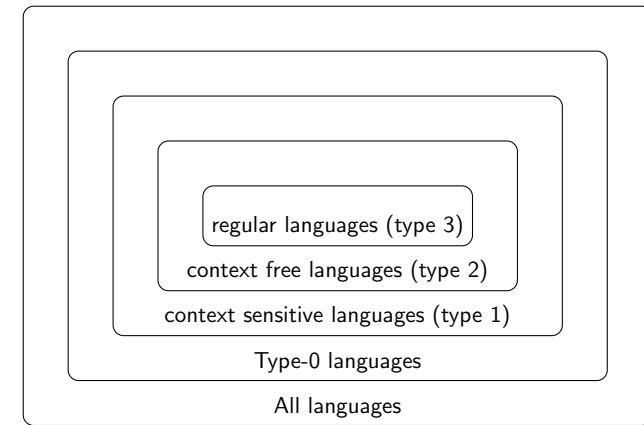 regular languages (type 3)
context free languages (type 2)
context sensitive languages (type 1)
Type-0 languages
All languages